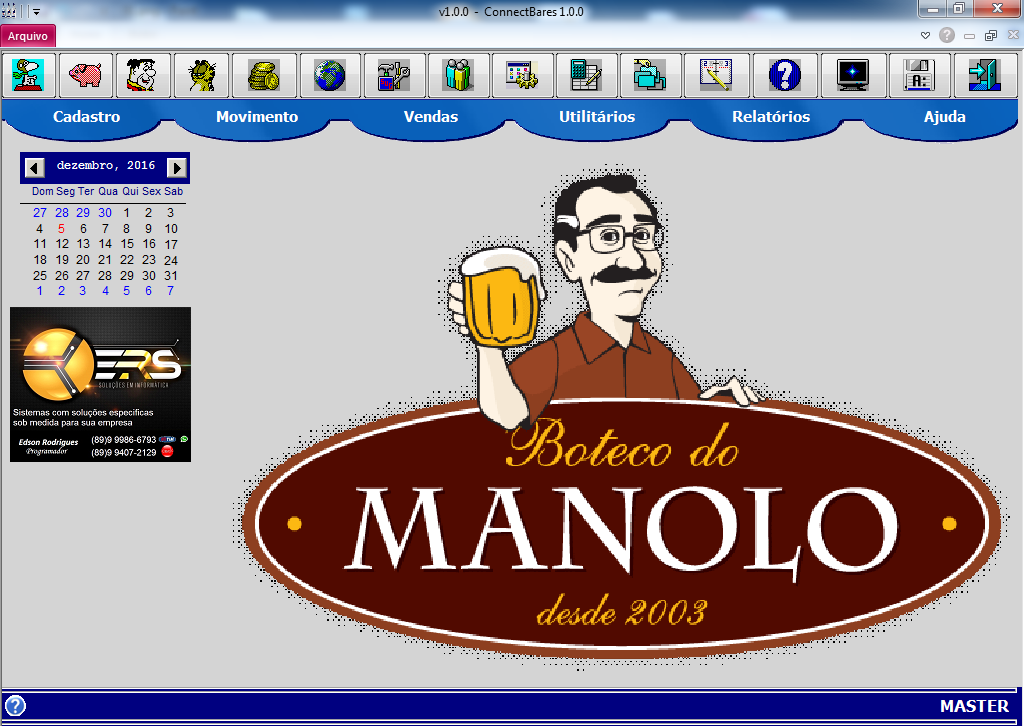 v1.0.0 - ConnectBares 1.0.0
Arquivo
Cadastro Movimento Vendas Utilitários Relatórios Ajuda
dezembro, 2016
Dom Seg Ter Qua Qui Sex Sab
27 28 29 30 1 2 3
4 5 6 7 8 9 10
11 12 13 14 15 16 17
18 19 20 21 22 23 24
25 26 27 28 29 30 31
1 2 3 4 5 6 7
ERS
SOLUÇÕES EM INFORMÁTICA
Sistemas com soluções especificas
sob medida para sua empresa
Edson Rodrigues
Programador
(89)9 9986-6793
(89)9 9407-2129
Boteco do
MANOLO
desde 2003
MASTER